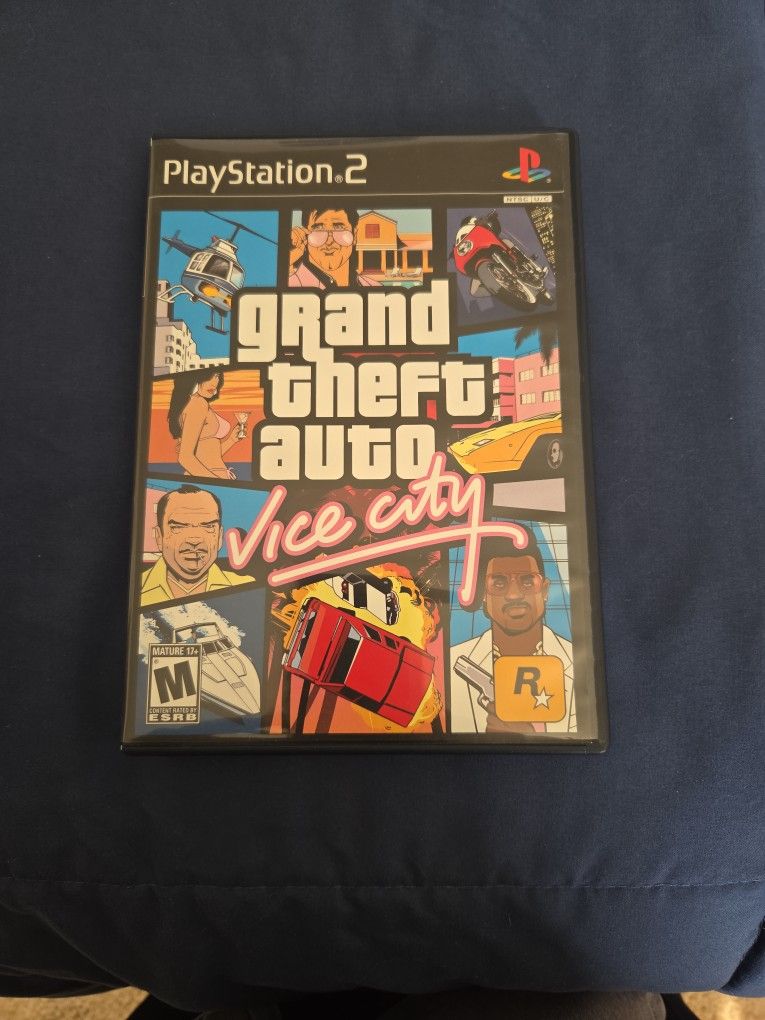 PlayStation®2
NTSC U/C
grand
theft
auto
Vice City
MATURE 17+
M
CONTENT RATED BY
ESRB
R